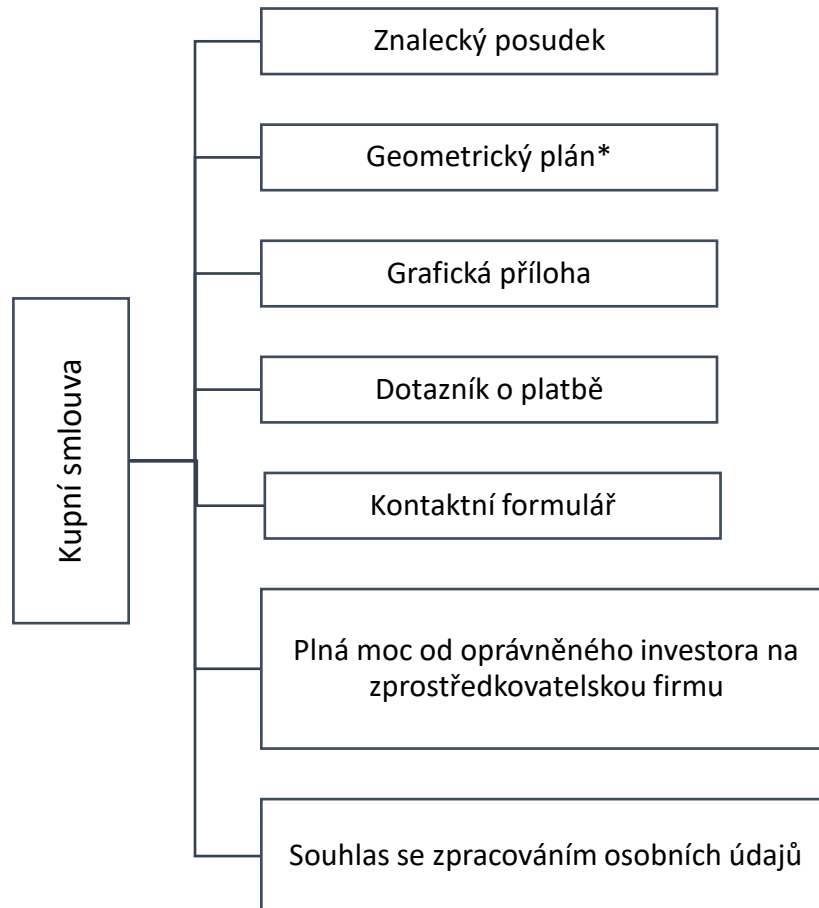 Kupní smlouva
Znalecký posudek
Geometrický plán*
Grafická příloha
Dotazník o platbě
Kontaktní formulář
Plná moc od oprávněného investora na
zprostředkovatelskou firmu
Souhlas se zpracováním osobních údajů